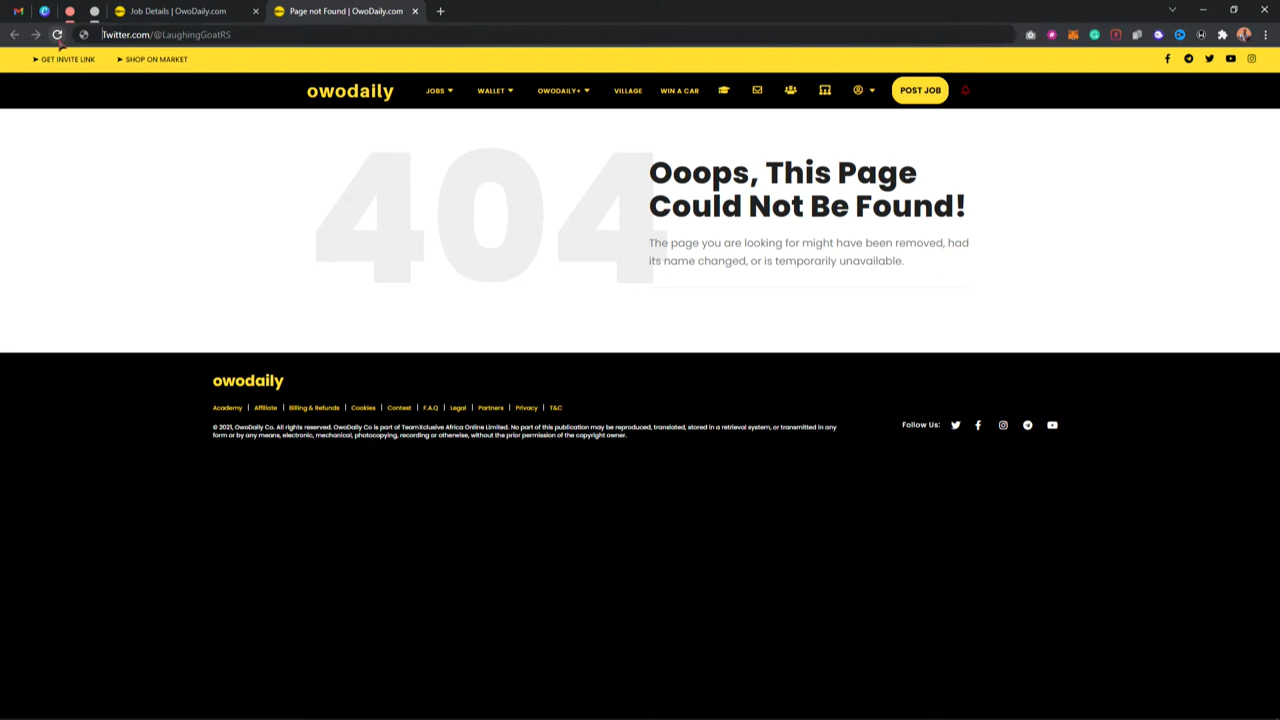 Job Details | OwoDaily.com
Page not Found | OwoDaily.com
Twitter.com/@LaughingGoatRS
➤ GET INVITE LINK ➤ SHOP ON MARKET
owodaily
JOBS WALLET OWODAILY+ VILLAGE WIN A CAR POST JOB
404
Ooops, This Page
Could Not Be Found!
The page you are looking for might have been removed, had
its name changed, or is temporarily unavailable.
owodaily
Academy | Affiliate | Billing & Refunds | Cookies | Contest | F.A.Q | Legal | Partners | Privacy | T&C
© 2021, OwoDaily Co. All rights reserved. OwoDaily Co is part of TeamXclusive Africa Online Limited. No part of this publication may be reproduced, translated, stored in a retrieval system, or transmitted in any
form or by any means, electronic, mechanical, photocopying, recording or otherwise, without the prior permission of the copyright owner.
Follow Us: